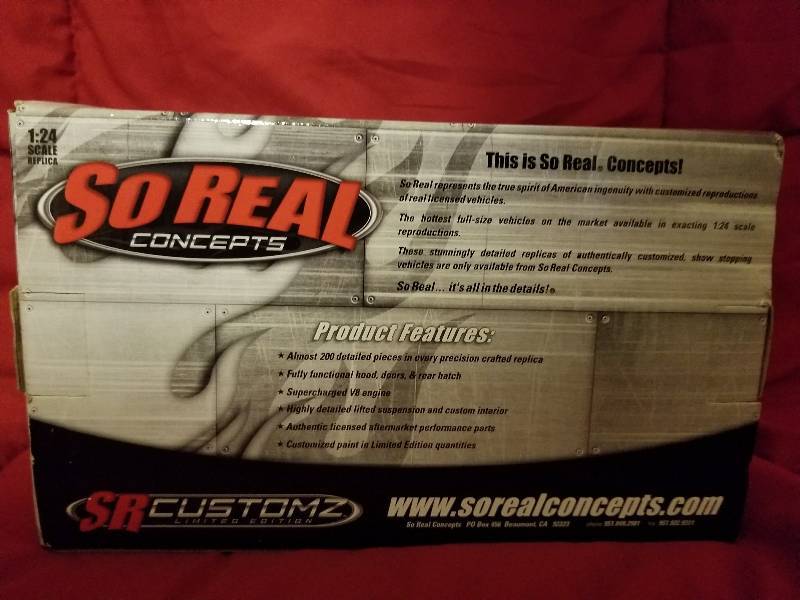 1:24
SCALE
REPLICA
SO REAL
CONCEPTS
This is So Real® Concepts!
So Real represents the true spirit of American ingenuity with customized reproductions
of real licensed vehicles.
The hottest full-size vehicles on the market available in exacting 1:24 scale
reproductions.
These stunningly detailed replicas of authentically customized, show stopping
vehicles are only available from So Real Concepts.
So Real... it's all in the details!®
Product Features:
★ Almost 200 detailed pieces in every precision crafted replica
★ Fully functional hood, doors, & rear hatch
★ Supercharged V8 engine
★ Highly detailed lifted suspension and custom interior
★ Authentic licensed aftermarket performance parts
★ Customized paint in Limited Edition quantities
SR CUSTOMZ
LIMITED EDITION
www.sorealconcepts.com
So Real Concepts PO Box 456 Beaumont, CA 92223 phone